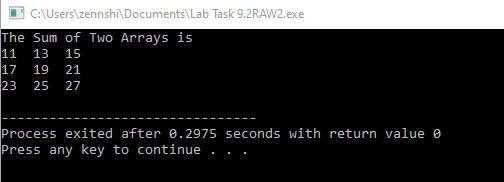 C:\Users\zennshi\Documents\Lab Task 9.2RAW2.exe
The Sum of Two Arrays is
11  13  15
17  19  21
23  25  27
--------------------------------
Process exited after 0.2975 seconds with return value 0
Press any key to continue . . .